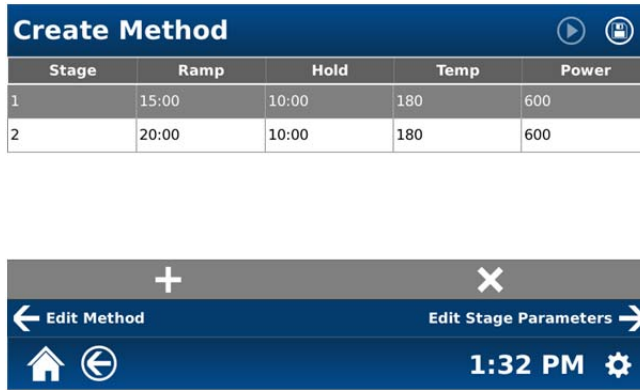 Create Method
Stage Ramp Hold Temp Power
1 15:00 10:00 180 600
2 20:00 10:00 180 600
Edit Method Edit Stage Parameters
1:32 PM